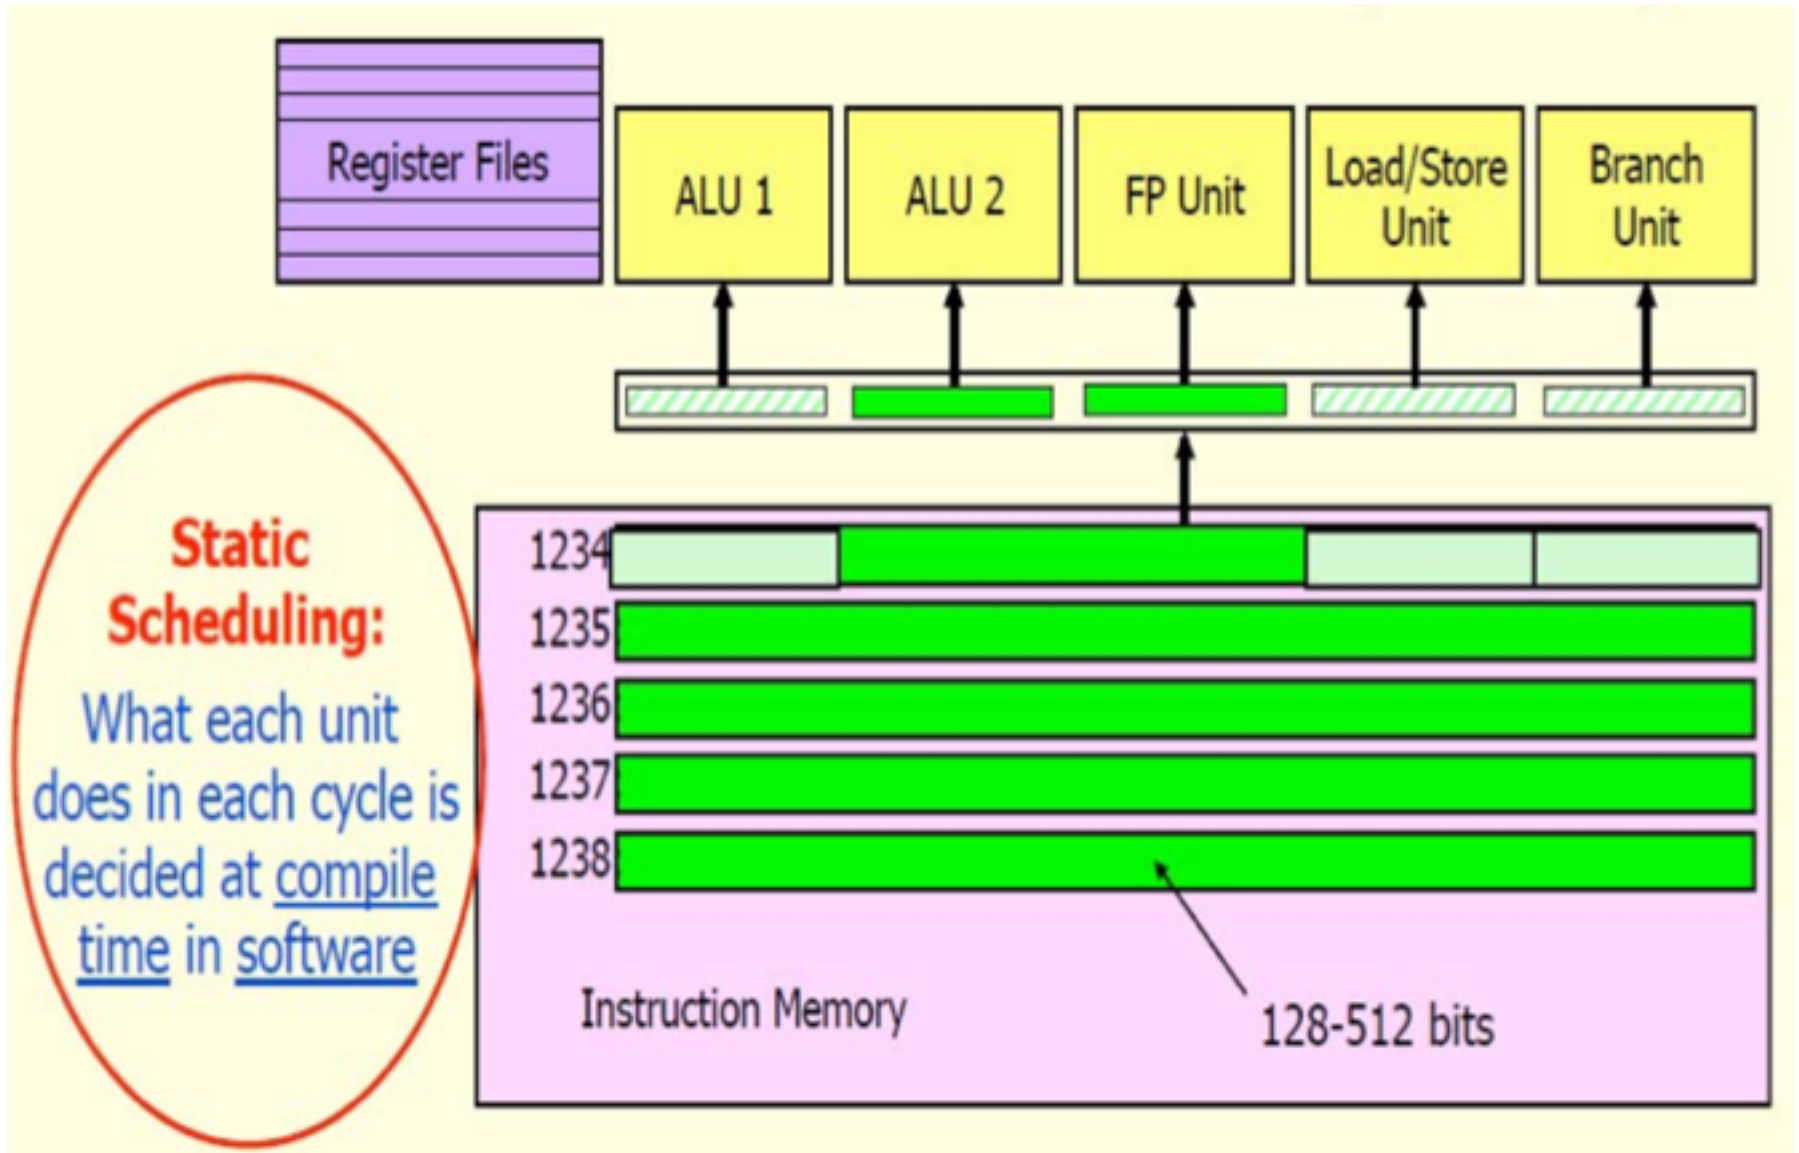 Register Files
ALU 1
ALU 2
FP Unit
Load/Store
Unit
Branch
Unit
Static
Scheduling:
What each unit
does in each cycle is
decided at compile
time in software
1234
1235
1236
1237
1238
Instruction Memory
128-512 bits